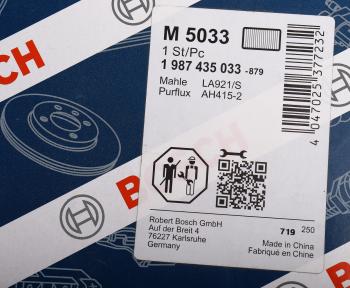 BOSCH
M 5033
1 St/Pc
1 987 435 033 -879
Mahle LA921/S
Purflux AH415-2
4 047025 377232
BOSCH
Robert Bosch GmbH
Auf der Breit 4
76227 Karlsruhe
Germany
719 250
Made in China
Fabriqué en Chine